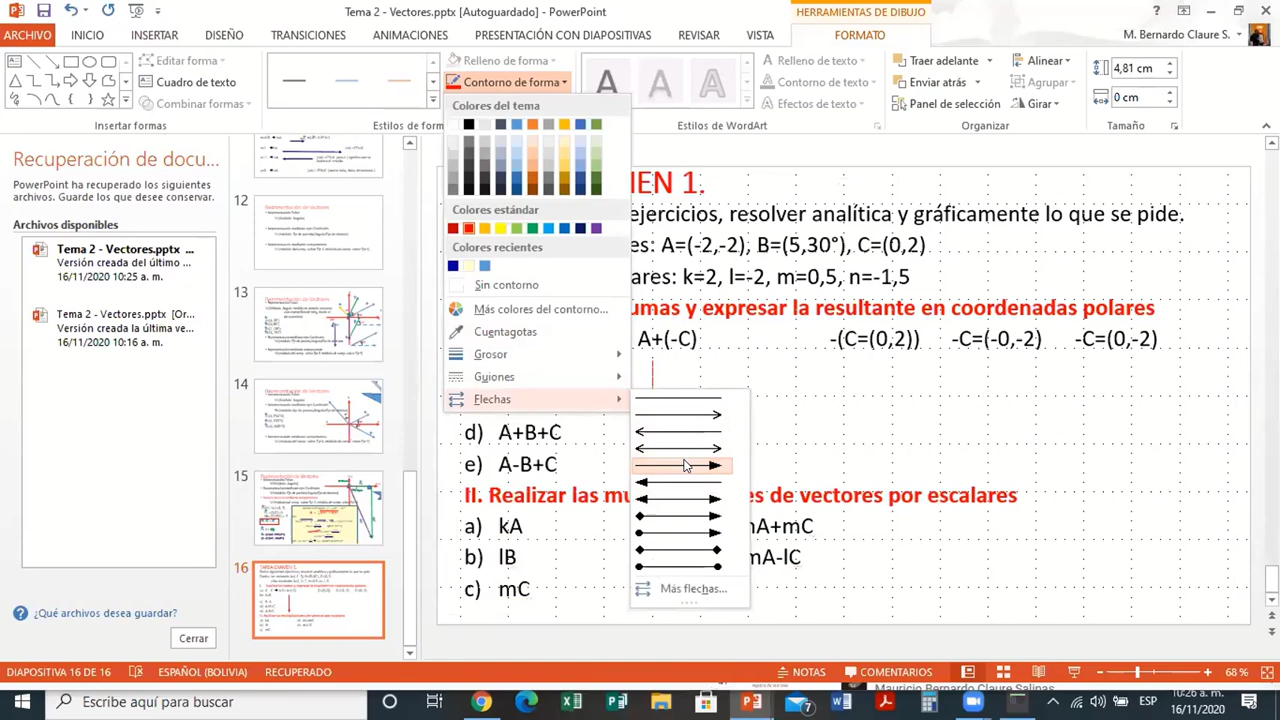 Tema 2 - Vectores.pptx [Autoguardado] - PowerPoint
HERRAMIENTAS DE DIBUJO
ARCHIVO INICIO INSERTAR DISEÑO TRANSICIONES ANIMACIONES PRESENTACIÓN CON DIAPOSITIVAS REVISAR VISTA FORMATO
M. Bernardo Claure S.
Editar forma
Cuadro de texto
Combinar formas
Insertar formas
Relleno de forma
Contorno de forma
Estilos de form
Relleno de texto
Contorno de texto
Efectos de texto
Estilos de WordArt
Traer adelante
Enviar atrás
Panel de selección
Alinear
Agrupar
Girar
Organizar
4,81 cm
0 cm
Tamaño
Colores del tema
Colores estándar
Colores recientes
Sin contorno
Más colores del contorno...
Cuentagotas
Grosor
Guiones
Flechas
Más flechas...
Recuperación de docu...
PowerPoint ha recuperado los siguientes
archivos. Guarde los que desee conservar.
Archivos disponibles
Tema 2 - Vectores.pptx ...
Versión creada del último ...
16/11/2020 10:25 a. m.
Tema 2 - Vectores.pptx [Or...
Versión creada la última ve...
16/11/2020 10:16 a. m.
¿Qué archivos desea guardar?
Cerrar
12
13
14
15
16
EN 1.
ejercicios resolver analítica y gráficamente lo que se pide.
es: A=(-2,-2), B=(5,30°), C=(0,2)
ares: k=2, l=-2, m=0,5, n=-1,5
umas y expresar la resultante en coordenadas polares
A+(-C) -(C=(0,2)) -C=(-0,-2) -C=(0,-2)
d) A+B+C
e) A-B+C
II. Realizar las mu s de vectores por escalares
a) kA nA+mC
b) lB mA-lC
c) mC
DIAPOSITIVA 16 DE 16 ESPAÑOL (BOLIVIA) RECUPERADO NOTAS COMENTARIOS 68 %
Mauricio Bernardo Claure Salinas
Escribe aquí para buscar
7
ESP
10:26 a. m.
16/11/2020